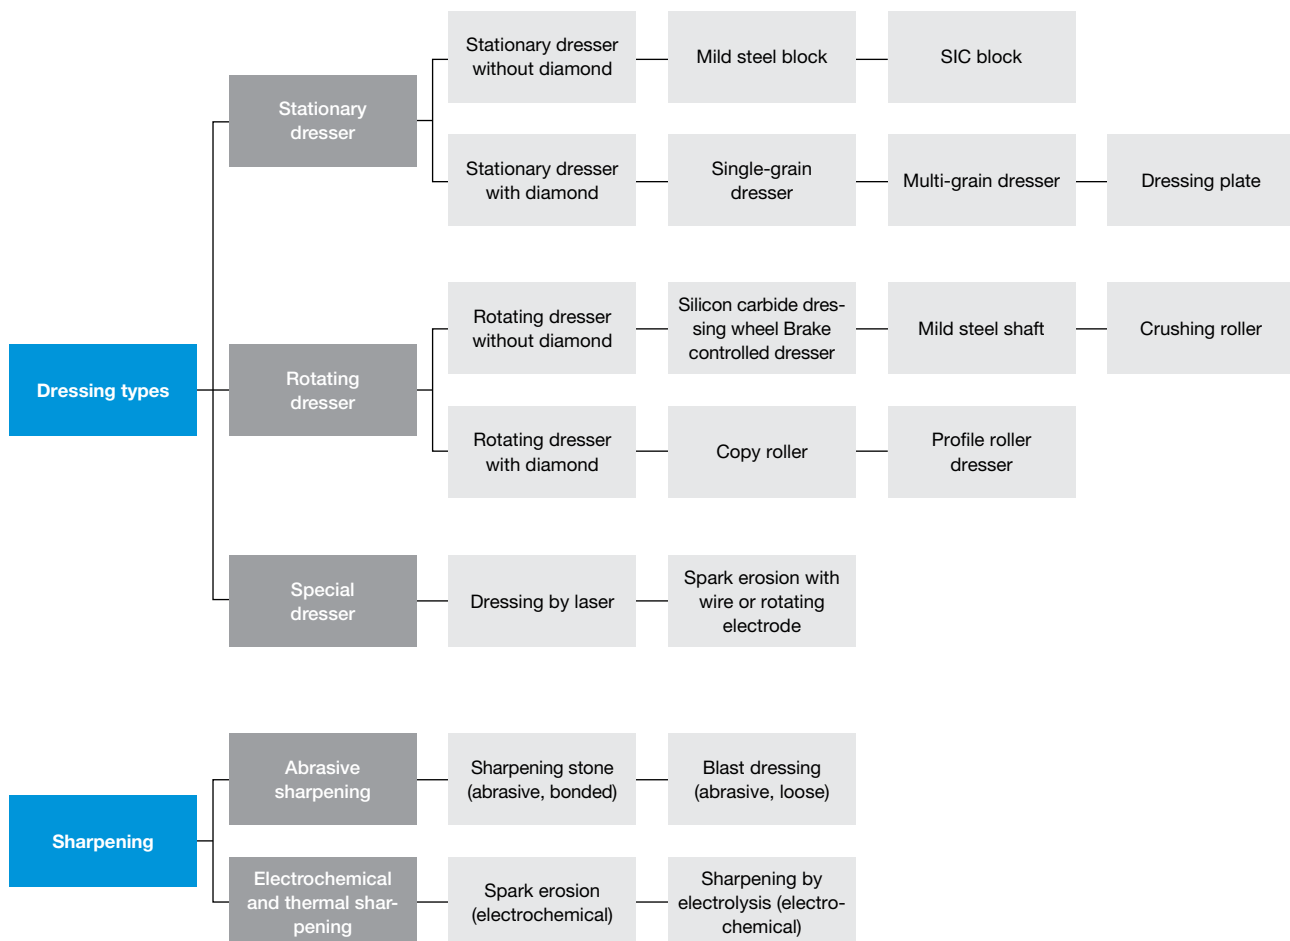 Stationary dresser
without diamond
Mild steel block
SIC block
Stationary
dresser
Stationary dresser
with diamond
Single-grain
dresser
Multi-grain dresser
Dressing plate
Dressing types
Rotating dresser
without diamond
Silicon carbide dres-
sing wheel Brake
controlled dresser
Mild steel shaft
Crushing roller
Rotating
dresser
Rotating dresser
with diamond
Copy roller
Profile roller
dresser
Special
dresser
Dressing by laser
Spark erosion with
wire or rotating
electrode
Sharpening
Abrasive
sharpening
Sharpening stone
(abrasive, bonded)
Blast dressing
(abrasive, loose)
Electrochemical
and thermal shar-
pening
Spark erosion
(electrochemical)
Sharpening by
electrolysis (electro-
chemical)